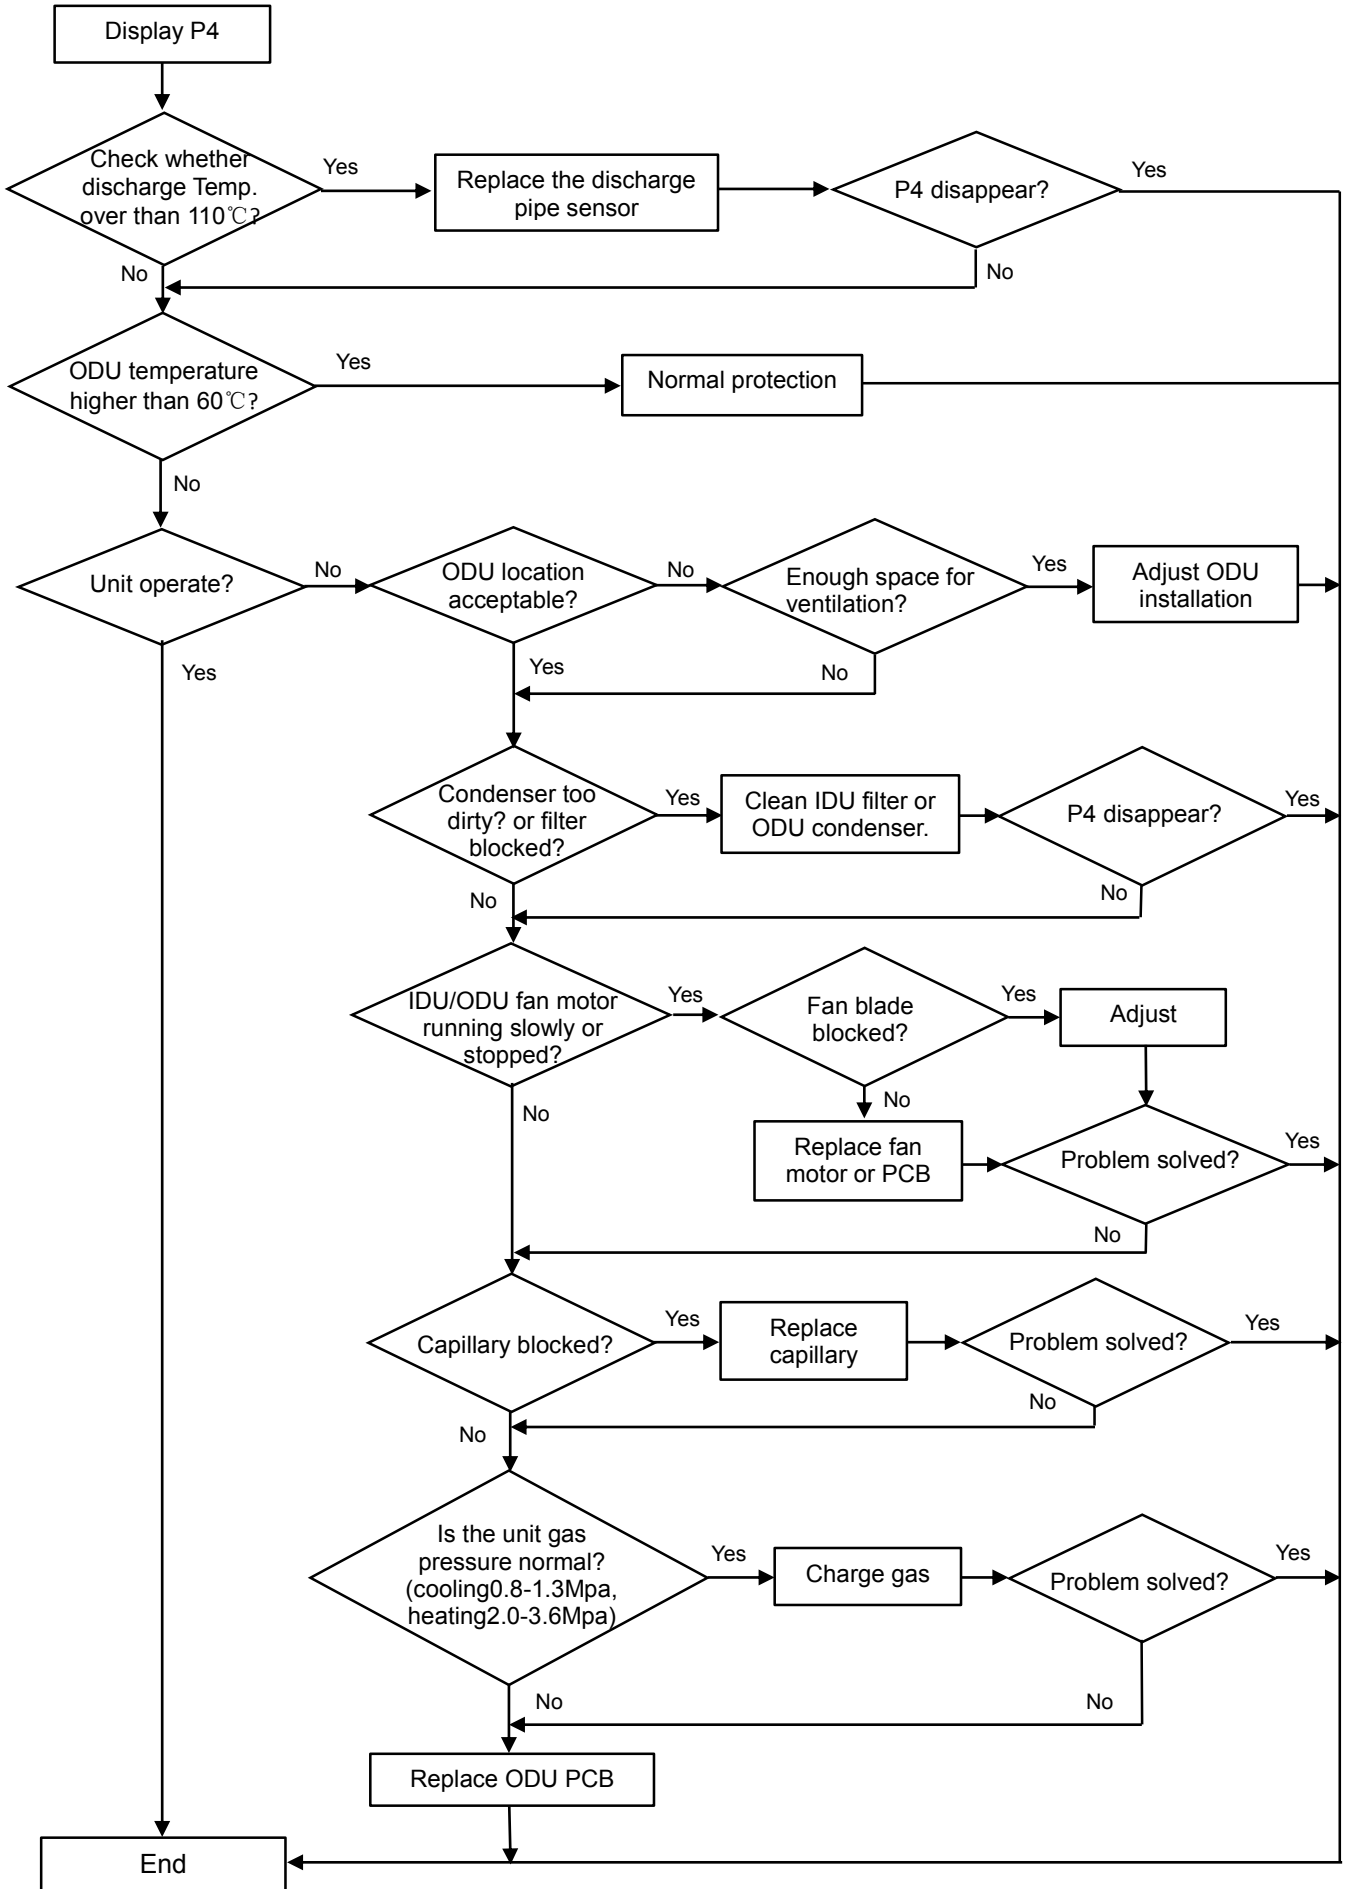 Display P4
Check whether
discharge Temp.
over than 110℃?
Yes
Replace the discharge
pipe sensor
P4 disappear?
Yes
No
No
ODU temperature
higher than 60℃?
Yes
Normal protection
No
Unit operate?
No
ODU location
acceptable?
No
Enough space for
ventilation?
Yes
Adjust ODU
installation
Yes
Yes
No
Condenser too
dirty? or filter
blocked?
Yes
Clean IDU filter or
ODU condenser.
P4 disappear?
Yes
No
No
IDU/ODU fan motor
running slowly or
stopped?
Yes
Fan blade
blocked?
Yes
Adjust
No
No
Replace fan
motor or PCB
Problem solved?
Yes
No
Capillary blocked?
Yes
Replace
capillary
Problem solved?
Yes
No
No
Is the unit gas
pressure normal?
(cooling0.8-1.3Mpa,
heating2.0-3.6Mpa)
Yes
Charge gas
Problem solved?
Yes
No
No
Replace ODU PCB
End